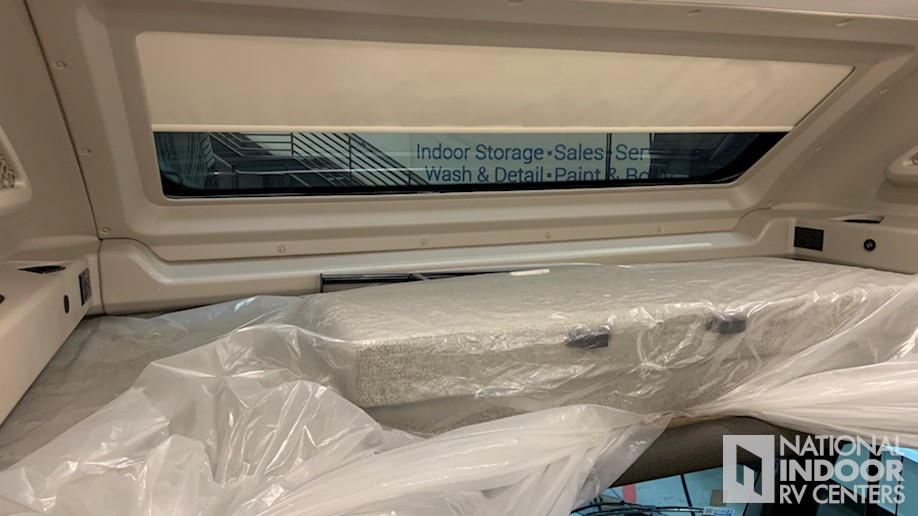 Indoor Storage▪Sales▪Ser
Wash & Detail▪Paint & Bo
NATIONAL
INDOOR
RV CENTERS